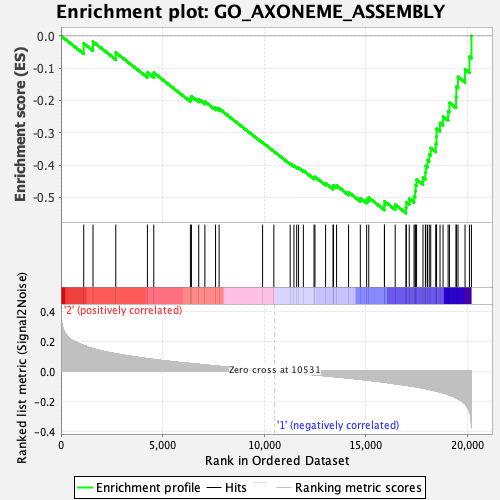 Enrichment plot: GO_AXONEME_ASSEMBLY
Enrichment score (ES)
0.0
-0.1
-0.2
-0.3
-0.4
-0.5
'2' (positively correlated)
Ranked list metric (Signal2Noise)
0.4
0.2
0.0
-0.2
-0.4
Zero cross at 10531
'1' (negatively correlated)
0
5,000
10,000
15,000
20,000
Rank in Ordered Dataset
Enrichment profile
Hits
Ranking metric scores